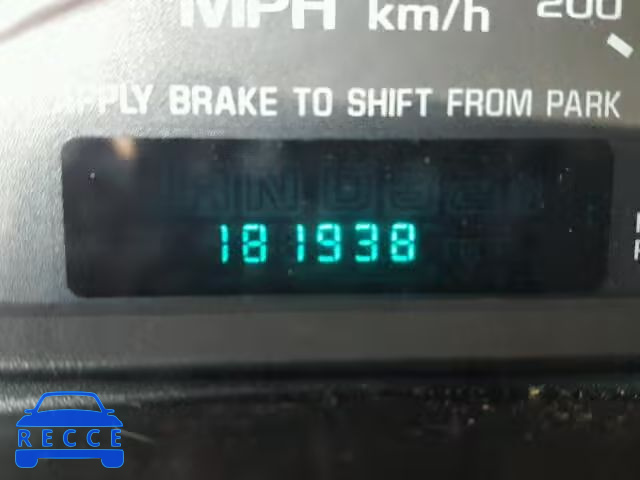 MPH km/h 200
APPLY BRAKE TO SHIFT FROM PARK
181938
RECCE